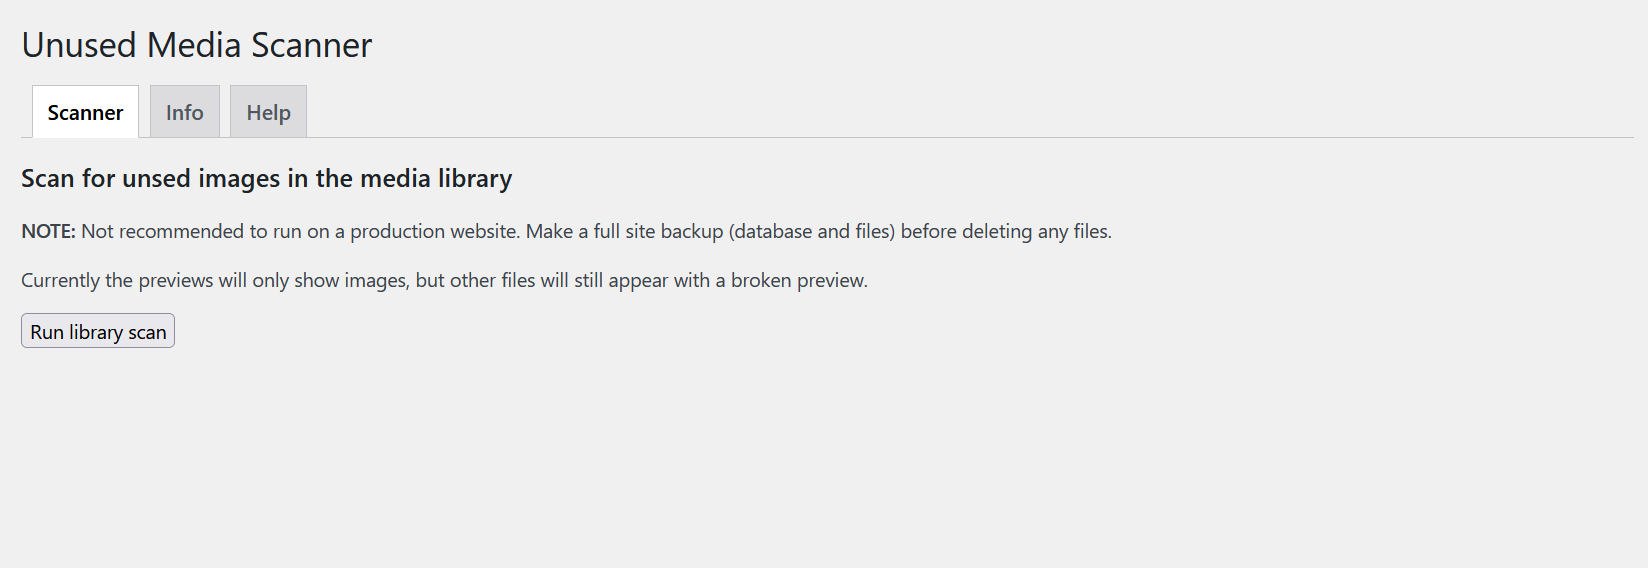 Unused Media Scanner
Scanner
Info
Help
Scan for unsed images in the media library
NOTE: Not recommended to run on a production website. Make a full site backup (database and files) before deleting any files.
Currently the previews will only show images, but other files will still appear with a broken preview.
Run library scan